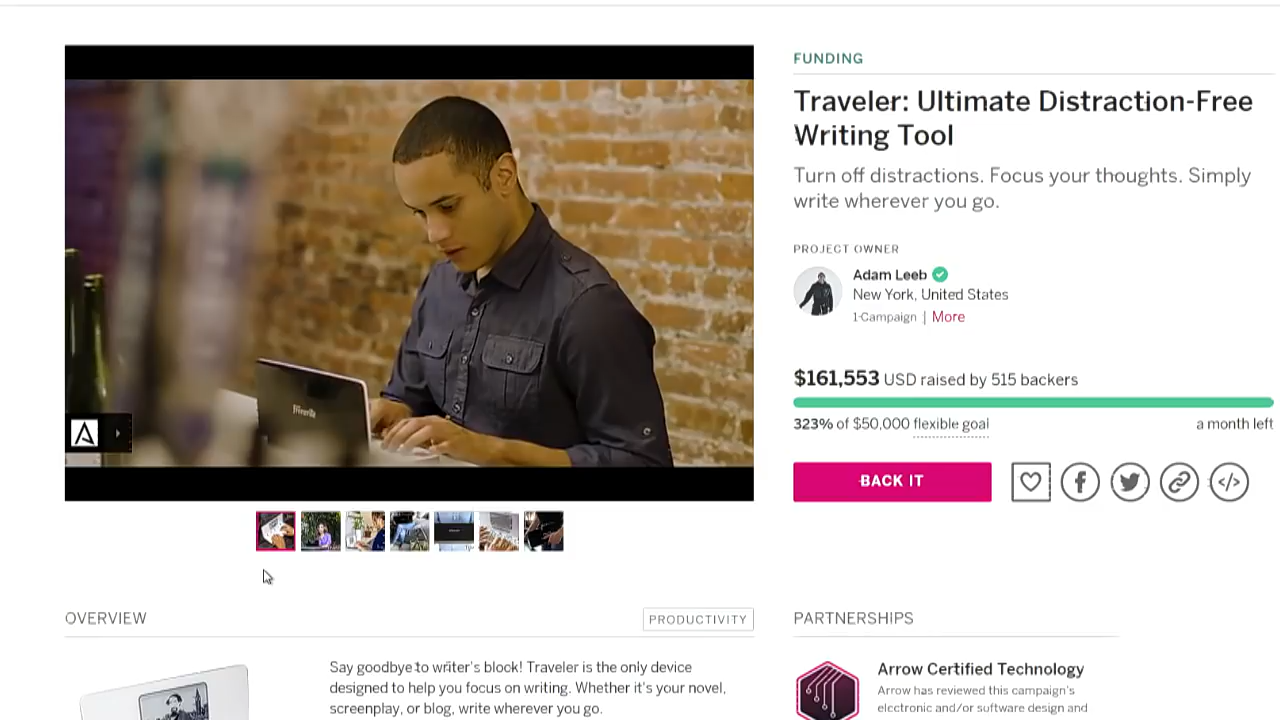 FUNDING
Traveler: Ultimate Distraction-Free
Writing Tool
Turn off distractions. Focus your thoughts. Simply
write wherever you go.
PROJECT OWNER
Adam Leeb
New York, United States
1 Campaign | More
$161,553 USD raised by 515 backers
323% of $50,000 flexible goal
a month left
BACK IT
OVERVIEW
PRODUCTIVITY
PARTNERSHIPS
Say goodbye to writer's block! Traveler is the only device
designed to help you focus on writing. Whether it's your novel,
screenplay, or blog, write wherever you go.
Arrow Certified Technology
Arrow has reviewed this campaign's
electronic and/or software design and